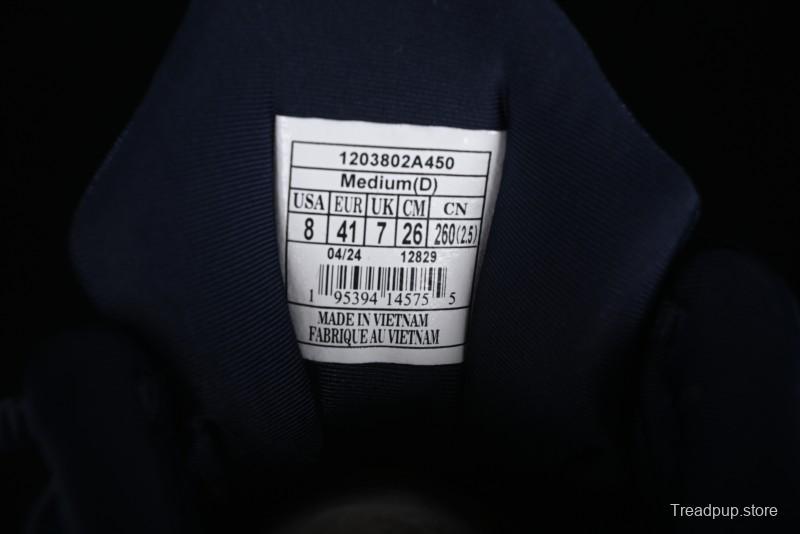 1203802A450
Medium(D)
USA EUR UK CM CN
8 41 7 26 260(2.5)
04/24 12829
1 95394 14575 5
MADE IN VIETNAM
FABRIQUE AU VIETNAM
Treadpup.store